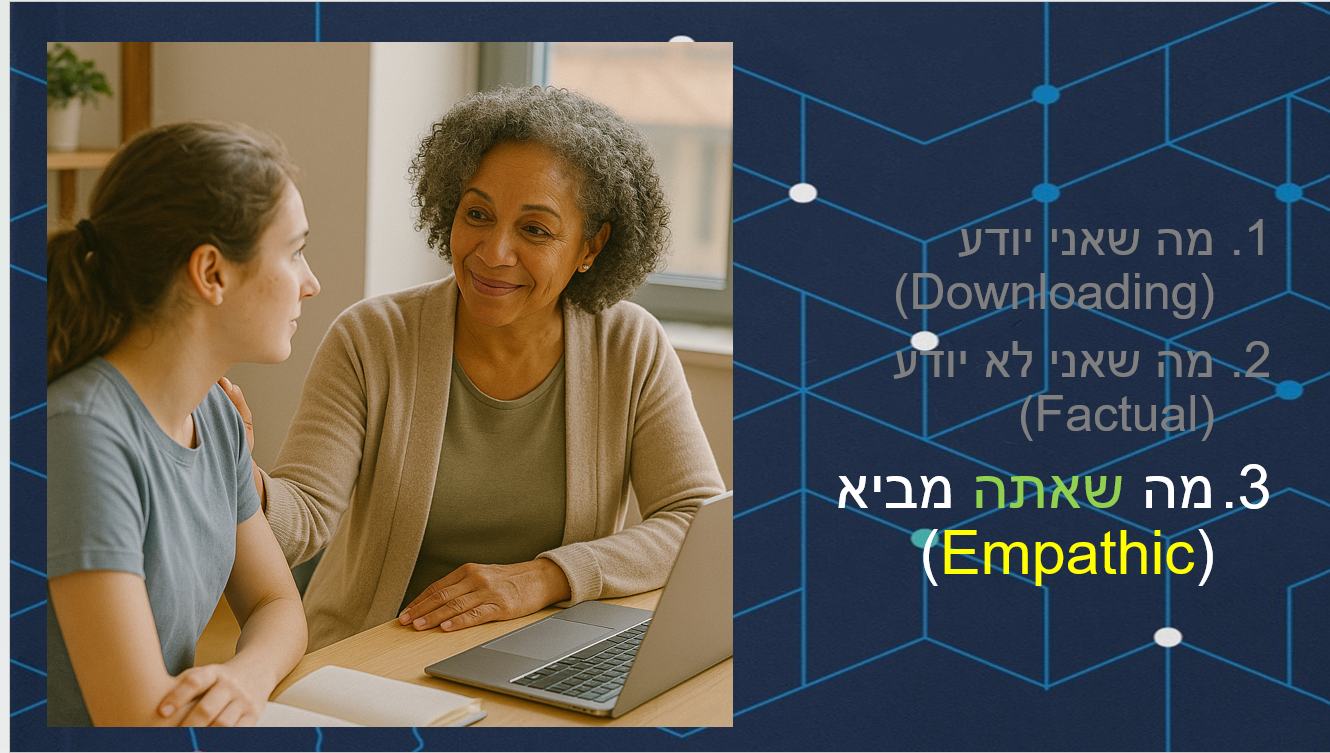 1. מה שאני יודע
(Downloading)
2. מה שאני לא יודע
(Factual)
3. מה שאתה מביא
(Empathic)